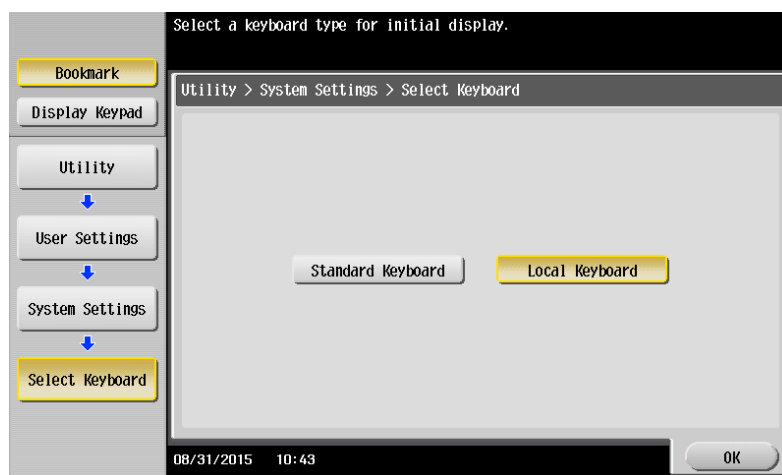 Select a keyboard type for initial display.
Bookmark
Display Keypad
Utility > System Settings > Select Keyboard
Utility
User Settings
System Settings
Select Keyboard
Standard Keyboard
Local Keyboard
08/31/2015 10:43
OK